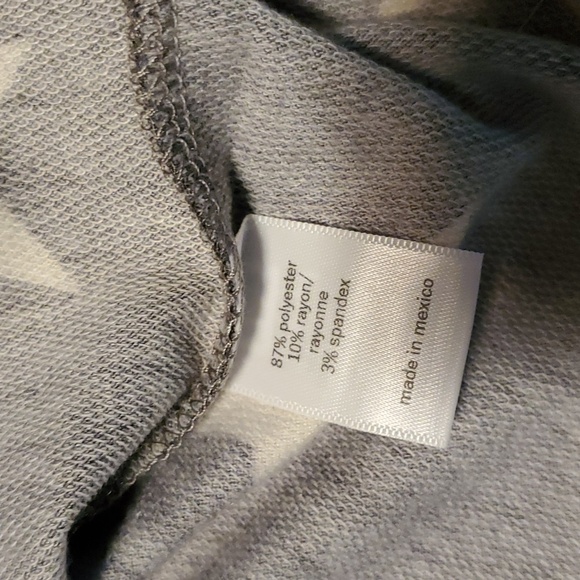 87% polyester
10% rayon/
rayonne
3% spandex
made in mexico